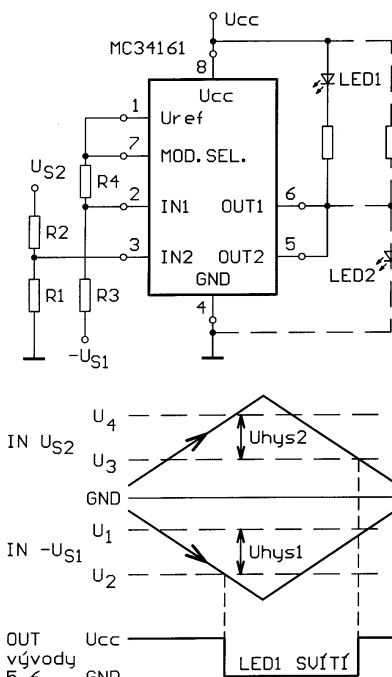 Ucc
MC34161
8
LED1
Ucc
1
Uref
7
MOD. SEL.
US2
R4
2
IN1
OUT1
6
R2
3
IN2
OUT2
5
LED2
GND
R1
R3
4
-US1
U4
IN US2
Uhys2
U3
GND
U1
IN -US1
Uhys1
U2
OUT
Ucc
vývody
LED1 SVÍTÍ
5, 6
GND